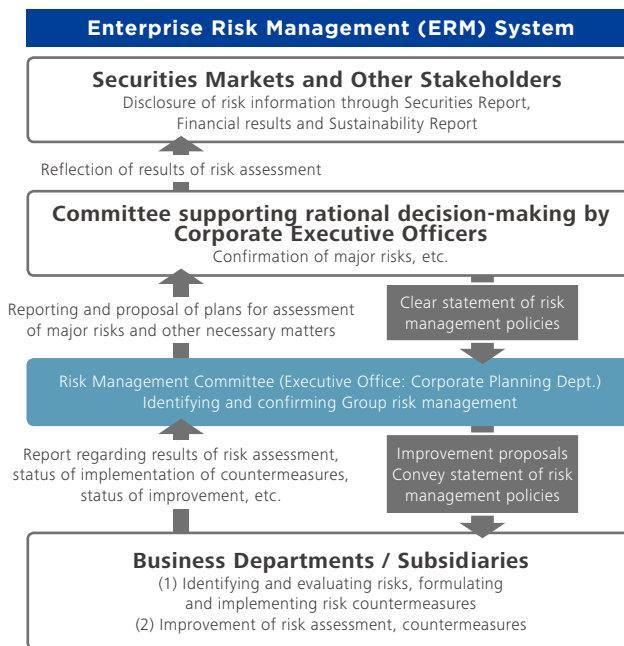 Enterprise Risk Management (ERM) System
Securities Markets and Other Stakeholders
Disclosure of risk information through Securities Report,
Financial results and Sustainability Report
Reflection of results of risk assessment
Committee supporting rational decision-making by
Corporate Executive Officers
Confirmation of major risks, etc.
Reporting and proposal of plans for assessment
of major risks and other necessary matters
Clear statement of risk
management policies
Risk Management Committee (Executive Office: Corporate Planning Dept.)
Identifying and confirming Group risk management
Report regarding results of risk assessment,
status of implementation of countermeasures,
status of improvement, etc.
Improvement proposals
Convey statement of risk
management policies
Business Departments / Subsidiaries
(1) Identifying and evaluating risks, formulating
and implementing risk countermeasures
(2) Improvement of risk assessment, countermeasures